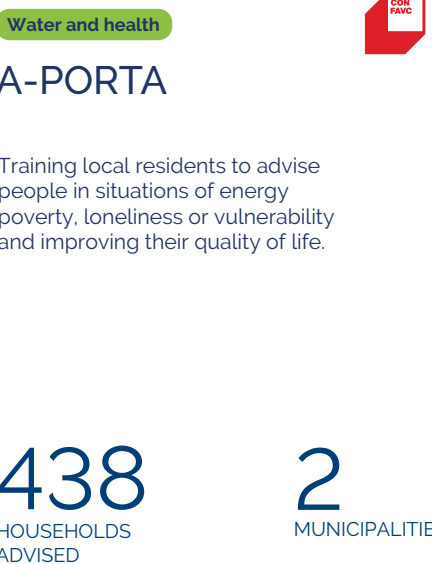 Water and health
CON
FAVC
A-PORTA
Training local residents to advise
people in situations of energy
poverty, loneliness or vulnerability
and improving their quality of life.
438
HOUSEHOLDS
ADVISED
2
MUNICIPALITIE